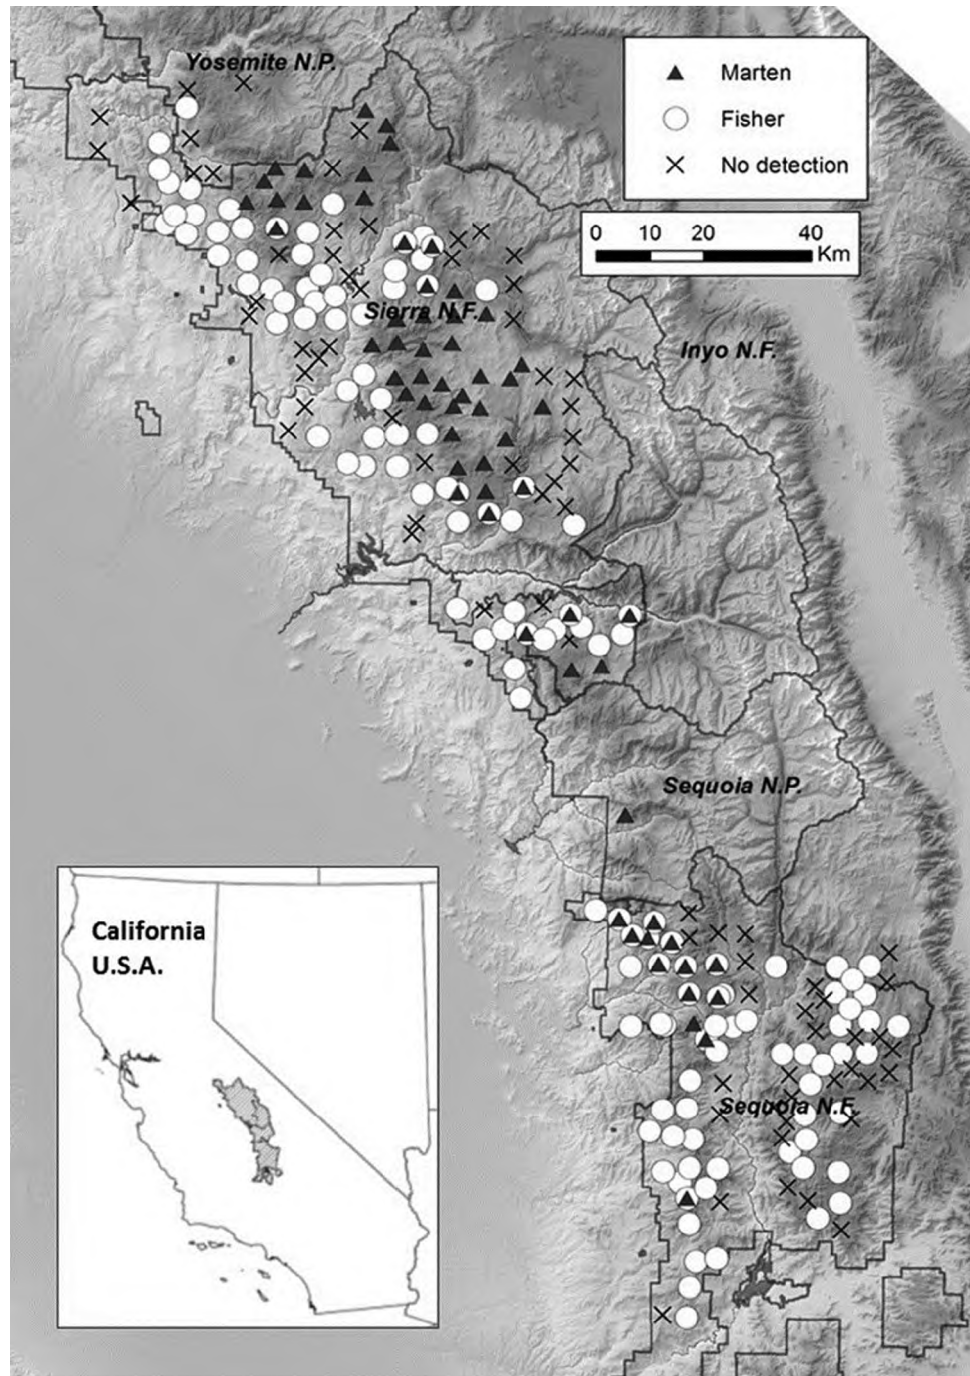 Yosemite N.P.
Marten
Fisher
No detection
0 10 20 40
Km
Sierra N.F.
Inyo N.F.
Sequoia N.P.
California
U.S.A.
Sequoia N.F.